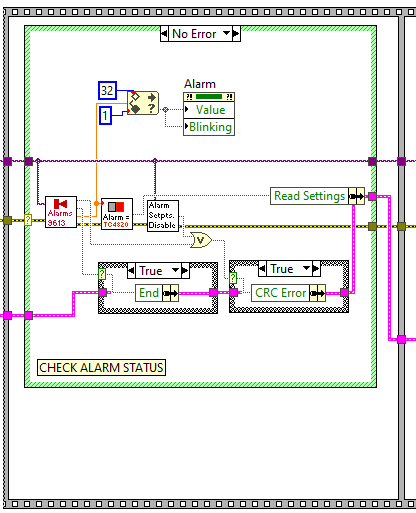 No Error
32
1
?
Alarm
Value
Blinking
Alarms
9613
Alarm =
TC4820
Alarm
Setpts.
Disable
Read Settings
?
V
?
True
End
?
True
CRC Error
CHECK ALARM STATUS